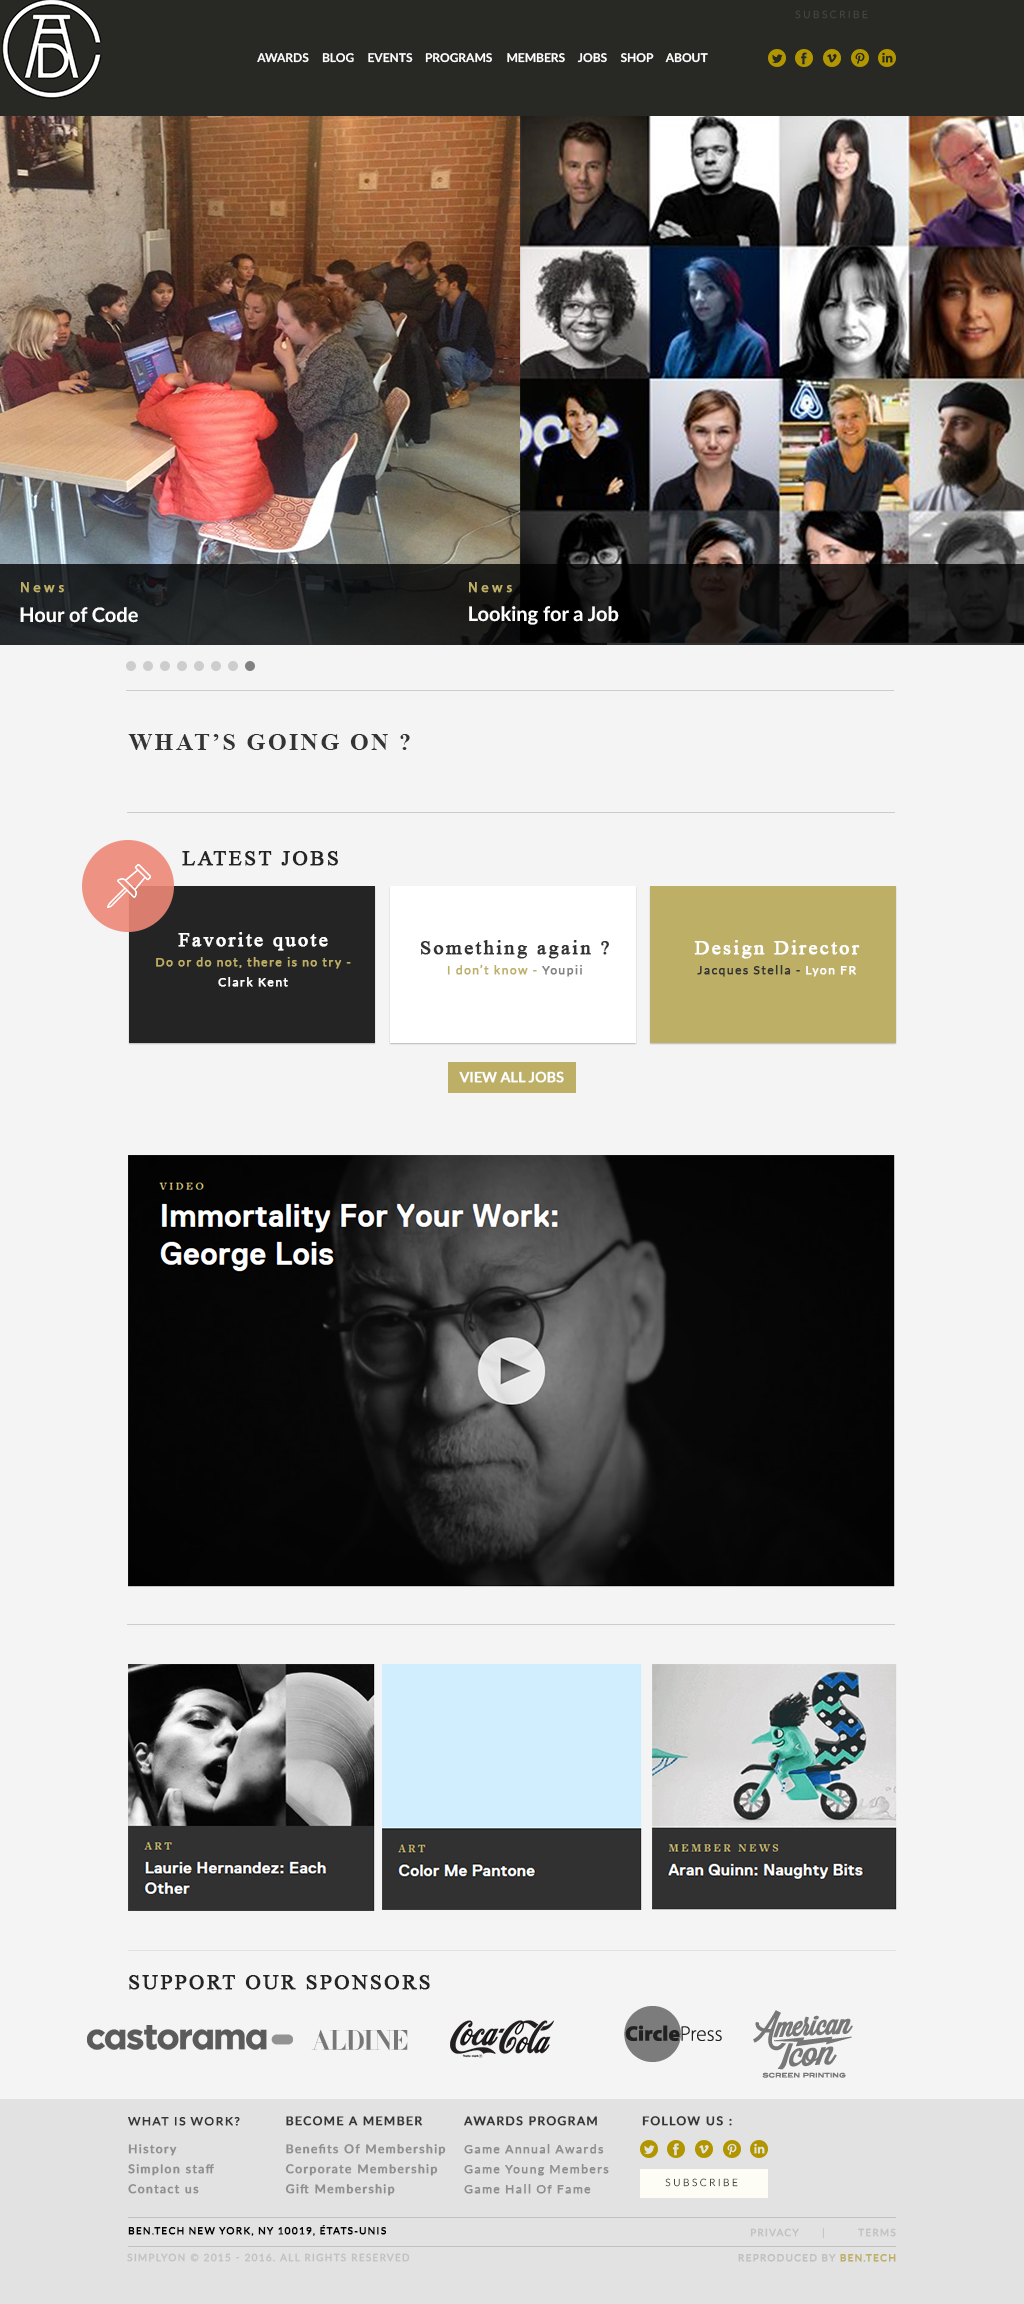 SUBSCRIBE
AWARDS BLOG EVENTS PROGRAMS MEMBERS JOBS SHOP ABOUT
News
Hour of Code
News
Looking for a Job
WHAT'S GOING ON ?
LATEST JOBS
Favorite quote
Do or do not, there is no try -
Clark Kent
Something again ?
I don't know - Youpii
Design Director
Jacques Stella - Lyon FR
VIEW ALL JOBS
VIDEO
Immortality For Your Work:
George Lois
ART
Laurie Hernandez: Each
Other
ART
Color Me Pantone
MEMBER NEWS
Aran Quinn: Naughty Bits
SUPPORT OUR SPONSORS
castorama
ALDINE
Coca-Cola
CirclePress
American
Icon
SCREEN PRINTING
WHAT IS WORK?
History
Simplon staff
Contact us
BECOME A MEMBER
Benefits Of Membership
Corporate Membership
Gift Membership
AWARDS PROGRAM
Game Annual Awards
Game Young Members
Game Hall Of Fame
FOLLOW US :
SUBSCRIBE
BEN.TECH NEW YORK, NY 10019, ÉTATS-UNIS
PRIVACY | TERMS
SIMPLYON © 2015 - 2016. ALL RIGHTS RESERVED
REPRODUCED BY BEN.TECH